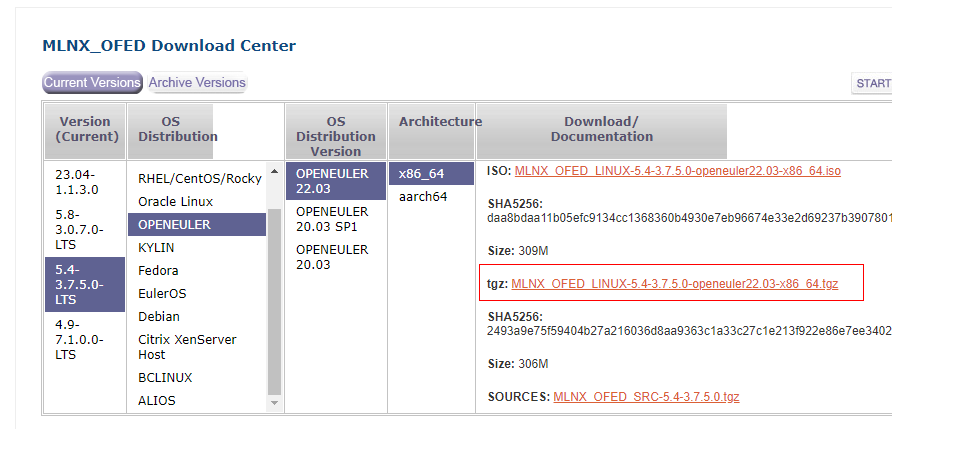 MLNX_OFED Download Center
Current Versions
Archive Versions
START
Version
(Current)
OS
Distribution
OS
Distribution
Version
Architecture
Download/
Documentation
23.04-
1.1.3.0
5.8-
3.0.7.0-
LTS
5.4-
3.7.5.0-
LTS
4.9-
7.1.0.0-
LTS
RHEL/CentOS/Rocky
Oracle Linux
OPENEULER
KYLIN
Fedora
EulerOS
Debian
Citrix XenServer
Host
BCLINUX
ALIOS
OPENEULER
22.03
OPENEULER
20.03 SP1
OPENEULER
20.03
x86_64
aarch64
ISO: MLNX_OFED_LINUX-5.4-3.7.5.0-openeuler22.03-x86_64.iso
SHA5256:
daa8bdaa11b05efc9134cc1368360b4930e7eb96674e33e2d69237b3907801
Size: 309M
tgz: MLNX_OFED_LINUX-5.4-3.7.5.0-openeuler22.03-x86_64.tgz
SHA5256:
2493a9e75f59404b27a216036d8aa9363c1a33c27c1e213f922e86e7ee3402
Size: 306M
SOURCES: MLNX_OFED_SRC-5.4-3.7.5.0.tgz